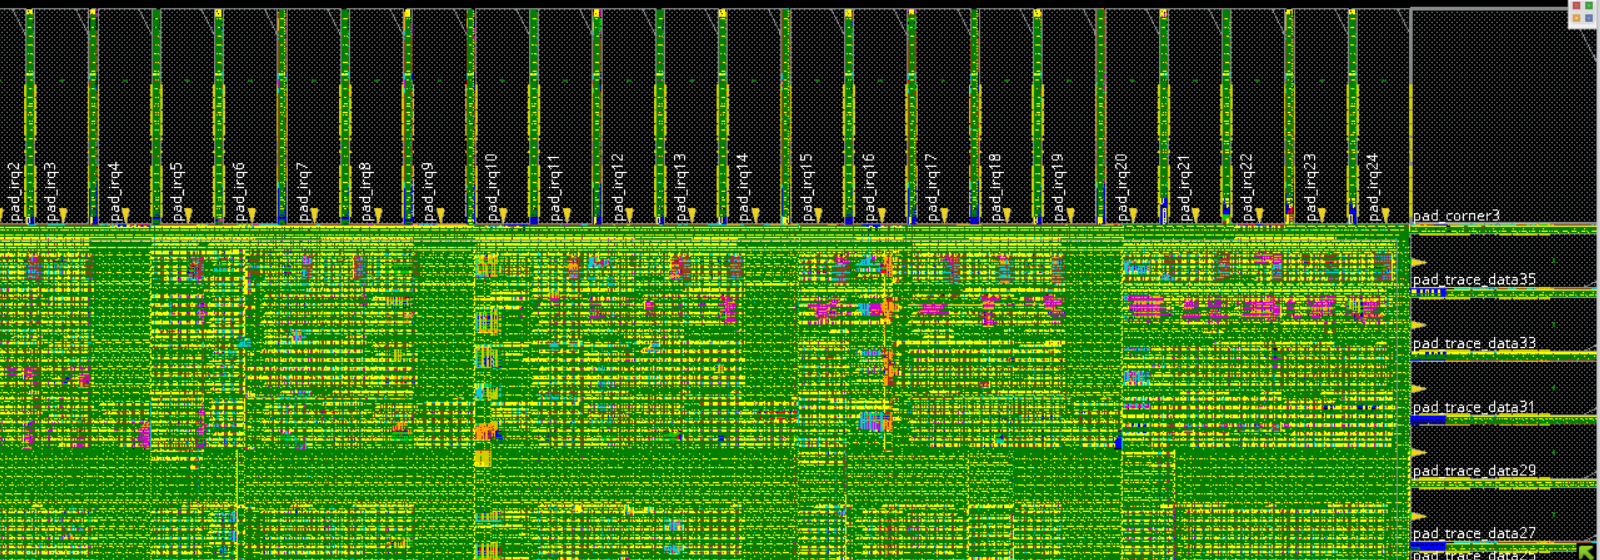 pad_irq2
pad_irq3
pad_irq4
pad_irq5
pad_irq6
pad_irq7
pad_irq8
pad_irq9
pad_irq10
pad_irq11
pad_irq12
pad_irq13
pad_irq14
pad_irq15
pad_irq16
pad_irq17
pad_irq18
pad_irq19
pad_irq20
pad_irq21
pad_irq22
pad_irq23
pad_irq24
pad_corner3
pad_trace_data35
pad_trace_data33
pad_trace_data31
pad_trace_data29
pad_trace_data27